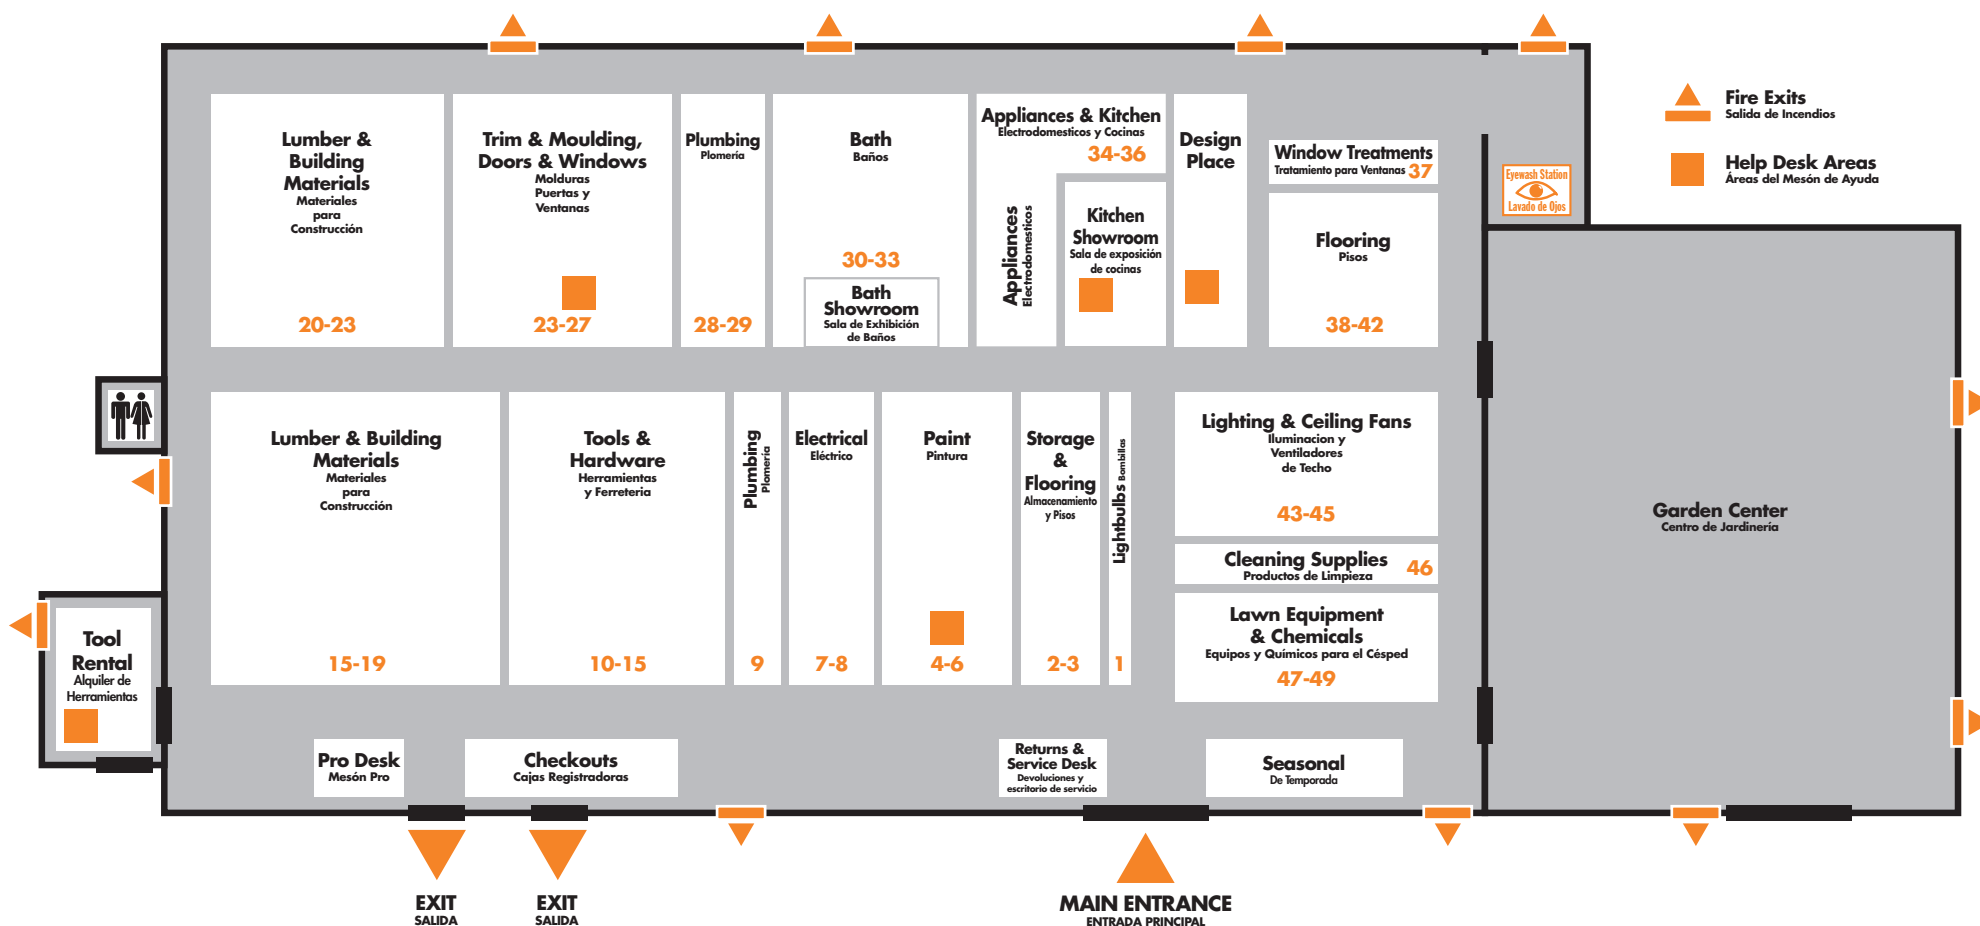 Fire Exits
Salida de Incendios
Help Desk Areas
Áreas del Mesón de Ayuda
Lumber &
Building
Materials
Materiales
para
Construcción
20-23
Trim & Moulding,
Doors & Windows
Molduras
Puertas y
Ventanas
23-27
Plumbing
Plomería
28-29
Bath
Baños
30-33
Bath
Showroom
Sala de Exhibición
de Baños
Appliances & Kitchen
Electrodomesticos y Cocinas
34-36
Appliances
Electrodomesticos
Kitchen
Showroom
Sala de exposición
de cocinas
Design
Place
Window Treatments
Tratamiento para Ventanas 37
Flooring
Pisos
38-42
Eyewash Station
Lavado de Ojos
Lumber & Building
Materials
Materiales
para
Construcción
15-19
Tools &
Hardware
Herramientas
y Ferreteria
10-15
Plumbing
Plomería
9
Electrical
Eléctrico
7-8
Paint
Pintura
4-6
Storage
&
Flooring
Almacenamiento
y Pisos
2-3
Lightbulbs Bombillas
1
Lighting & Ceiling Fans
Iluminacion y
Ventiladores
de Techo
43-45
Cleaning Supplies 46
Productos de Limpieza
Lawn Equipment
& Chemicals
Equipos y Químicos para el Césped
47-49
Garden Center
Centro de Jardinería
Tool
Rental
Alquiler de
Herramientas
Pro Desk
Mesón Pro
Checkouts
Cajas Registradoras
Returns &
Service Desk
Devoluciones y
escritorio de servicio
Seasonal
De Temporada
EXIT
SALIDA
EXIT
SALIDA
MAIN ENTRANCE
ENTRADA PRINCIPAL